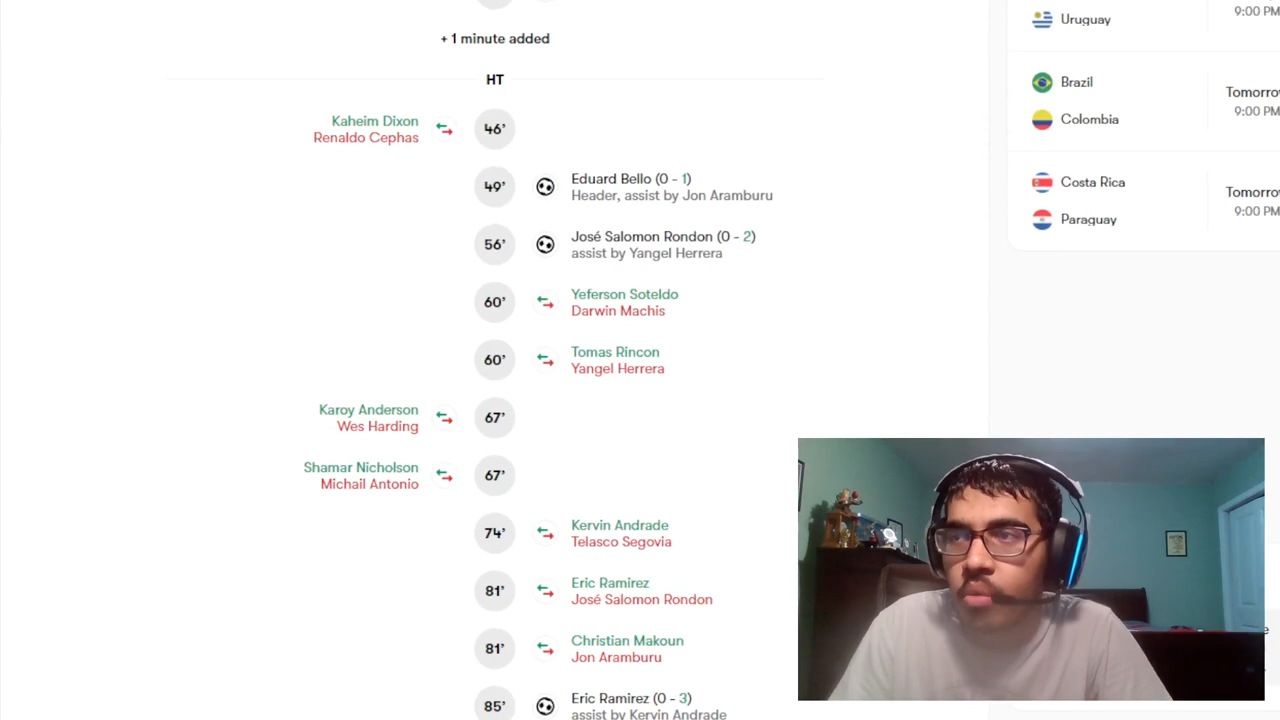 + 1 minute added
HT
Uruguay
9:00 PM
Brazil
Colombia
Tomorro
9:00 PM
Costa Rica
Paraguay
Tomorro
9:00 PM
Kaheim Dixon
Renaldo Cephas
46'
49'
Eduard Bello (0 - 1)
Header, assist by Jon Aramburu
56'
José Salomon Rondon (0 - 2)
assist by Yangel Herrera
60'
Yeferson Soteldo
Darwin Machis
60'
Tomas Rincon
Yangel Herrera
Karoy Anderson
Wes Harding
67'
Shamar Nicholson
Michail Antonio
67'
74'
Kervin Andrade
Telasco Segovia
81'
Eric Ramirez
José Salomon Rondon
81'
Christian Makoun
Jon Aramburu
85'
Eric Ramirez (0 - 3)
assist by Kervin Andrade